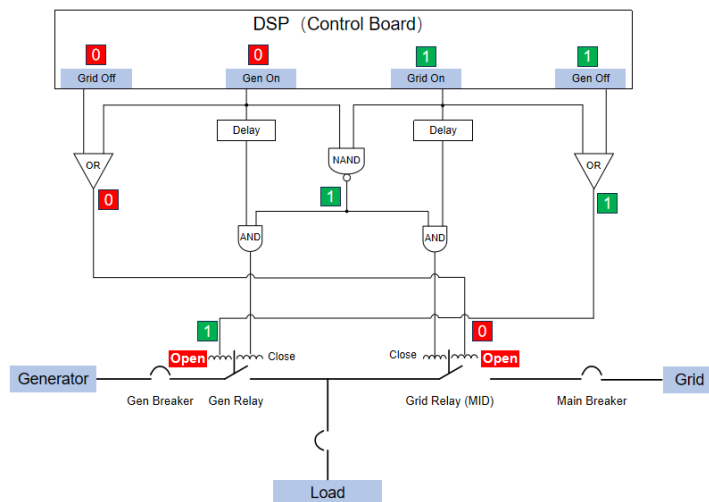 DSP（Control Board）
0
0
1
1
Grid Off
Gen On
Grid On
Gen Off
Delay
Delay
OR
NAND
OR
0
1
1
AND
AND
1
0
Open
Close
Close
Open
Generator
Grid
Gen Breaker
Gen Relay
Grid Relay (MID)
Main Breaker
Load